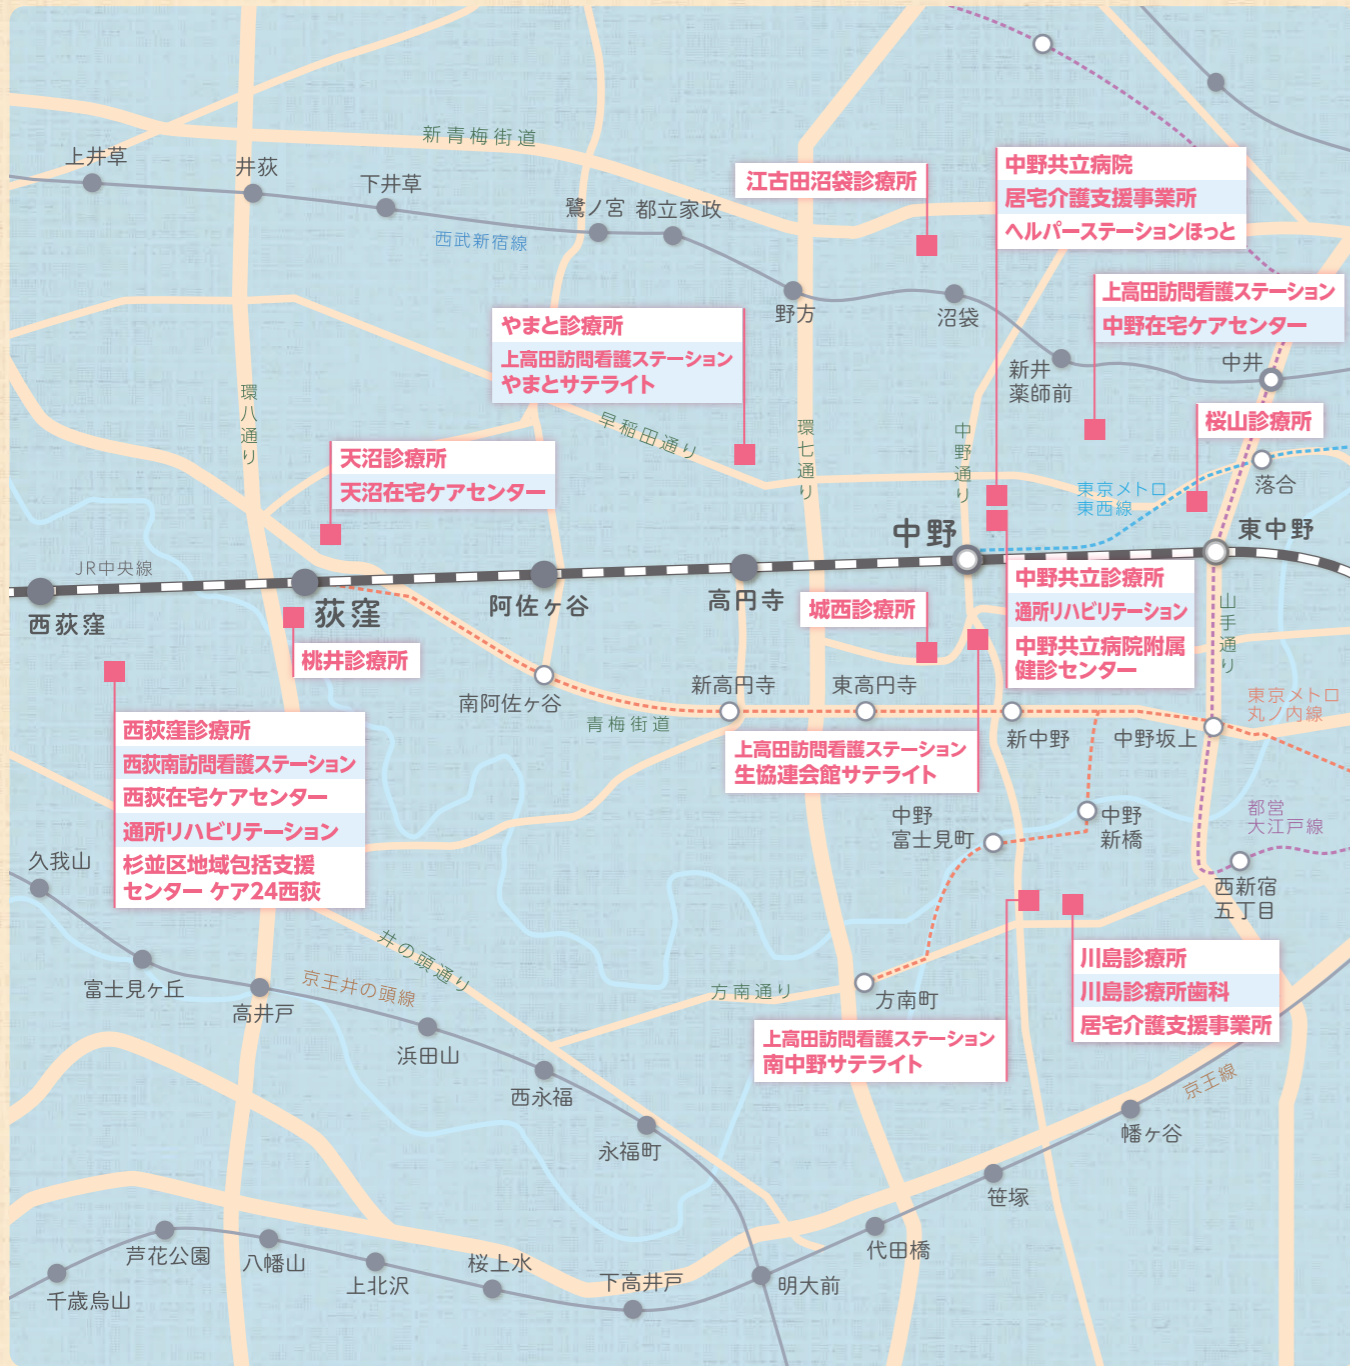 新青梅街道
上井草
井荻
下井草
鷺ノ宮
都立家政
西武新宿線
江古田沼袋診療所
中野共立病院
居宅介護支援事業所
ヘルパーステーションほっと
上高田訪問看護ステーション
中野在宅ケアセンター
野方
沼袋
新井
薬師前
中井
やまと診療所
上高田訪問看護ステーション
やまとサテライト
環八通り
早稲田通り
環七通り
中野通り
桜山診療所
天沼診療所
天沼在宅ケアセンター
東京メトロ
東西線
落合
中野
東中野
JR中央線
西荻窪
荻窪
阿佐ヶ谷
高円寺
城西診療所
中野共立診療所
通所リハビリテーション
中野共立病院附属
健診センター
山手通り
桃井診療所
南阿佐ヶ谷
青梅街道
新高円寺
東高円寺
新中野
中野坂上
東京メトロ
丸ノ内線
西荻窪診療所
西荻南訪問看護ステーション
西荻在宅ケアセンター
通所リハビリテーション
杉並区地域包括支援
センター ケア24西荻
上高田訪問看護ステーション
生協連会館サテライト
中野
富士見町
中野
新橋
都営
大江戸線
西新宿
五丁目
久我山
富士見ヶ丘
高井戸
京王井の頭線
井の頭通り
浜田山
西永福
永福町
方南通り
方南町
上高田訪問看護ステーション
南中野サテライト
川島診療所
川島診療所歯科
居宅介護支援事業所
京王線
幡ヶ谷
笹塚
代田橋
明大前
下高井戸
桜上水
上北沢
八幡山
芦花公園
千歳烏山